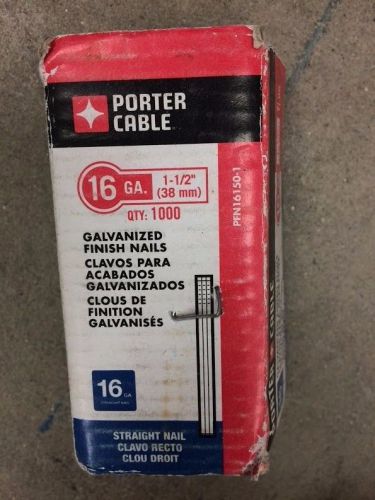 PORTER
CABLE
16 GA.
1-1/2"
(38 mm)
QTY: 1000
PFN16150-1
GALVANIZED
FINISH NAILS
CLAVOS PARA
ACABADOS
GALVANIZADOS
CLOUS DE
FINITION
GALVANISÉS
16 GA
STRAIGHT NAIL
CLAVO RECTO
CLOU DROIT